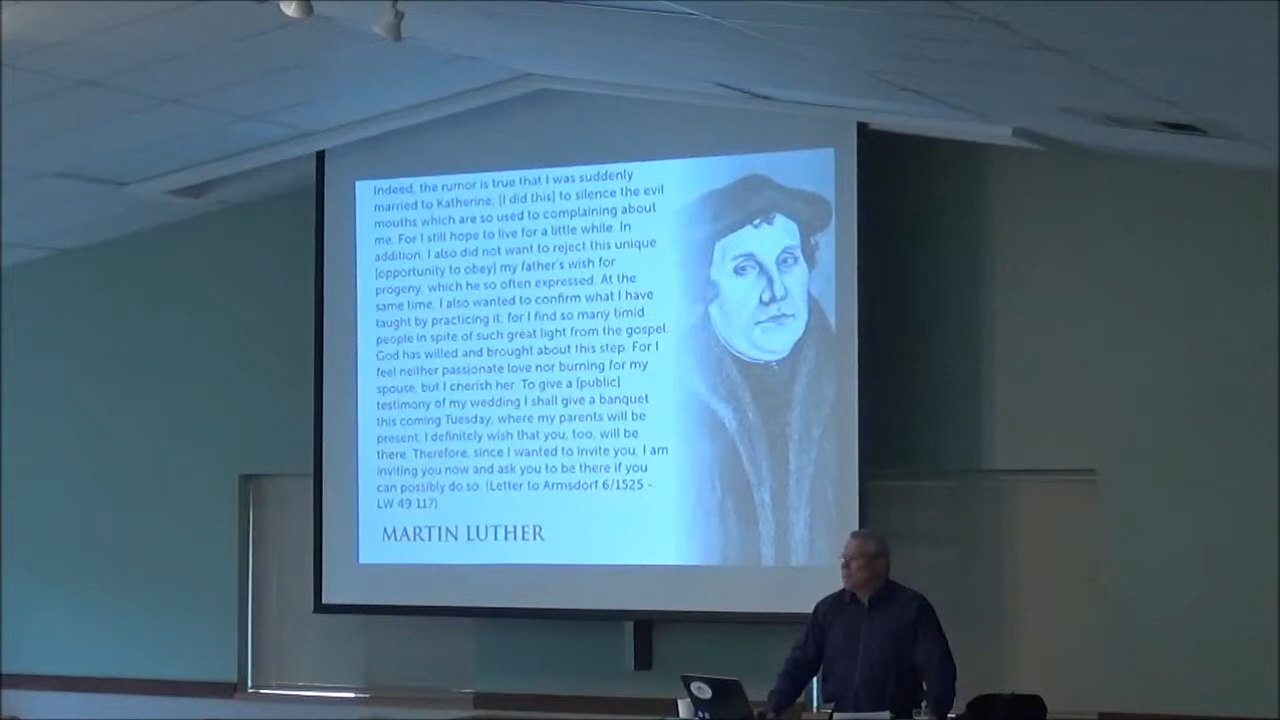 Indeed, the rumor is true that I was suddenly
married to Katherine, [I did this] to silence the evil
mouths which are so used to complaining about
me. For I still hope to live for a little while. In
addition, I also did not want to reject this unique
[opportunity to obey] my father's wish for
progeny, which he so often expressed. At the
same time, I also wanted to confirm what I have
taught by practicing it; for I find so many timid
people in spite of such great light from the gospel.
God has willed and brought about this step. For I
feel neither passionate love nor burning for my
spouse, but I cherish her. To give a [public]
testimony of my wedding I shall give a banquet
this coming Tuesday, where my parents will be
present. I definitely wish that you, too, will be
there. Therefore, since I wanted to invite you, I am
inviting you now and ask you to be there if you
can possibly do so. (Letter to Armsdorf 6/1525 -
LW 49:117)
MARTIN LUTHER